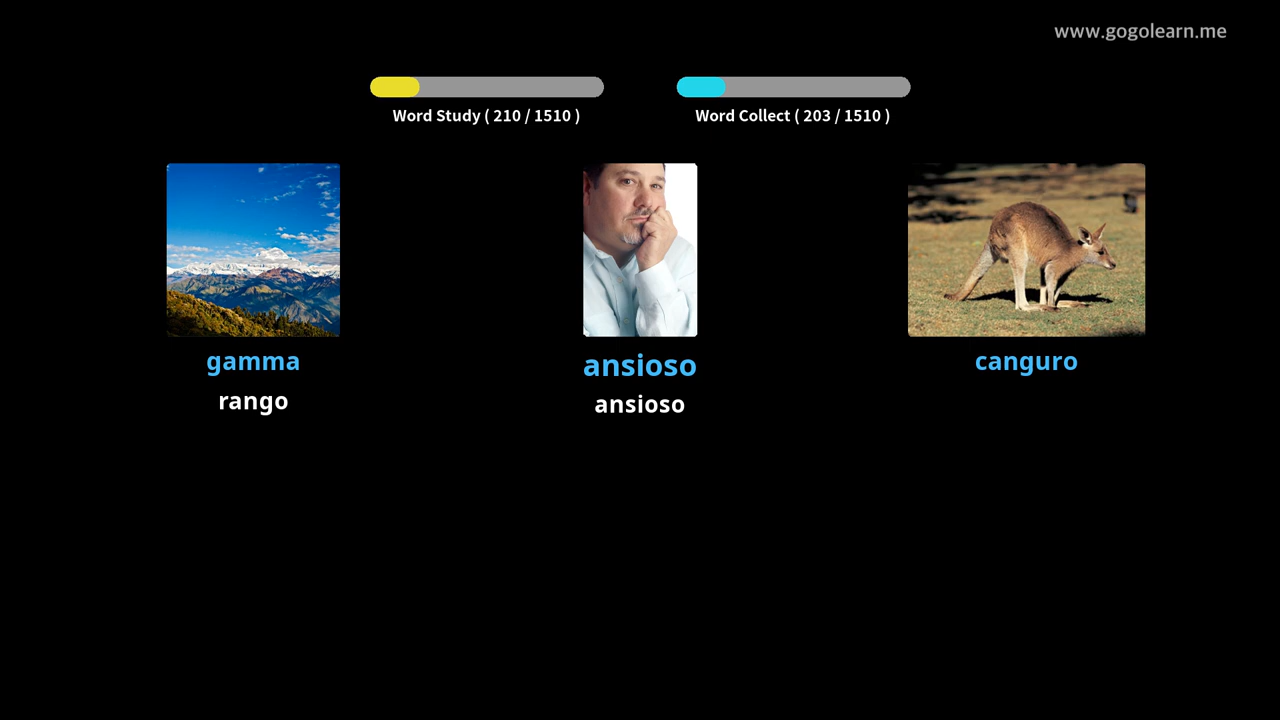 www.gogolearn.me
Word Study ( 210 / 1510 )
Word Collect ( 203 / 1510 )
gamma
rango
ansioso
ansioso
canguro